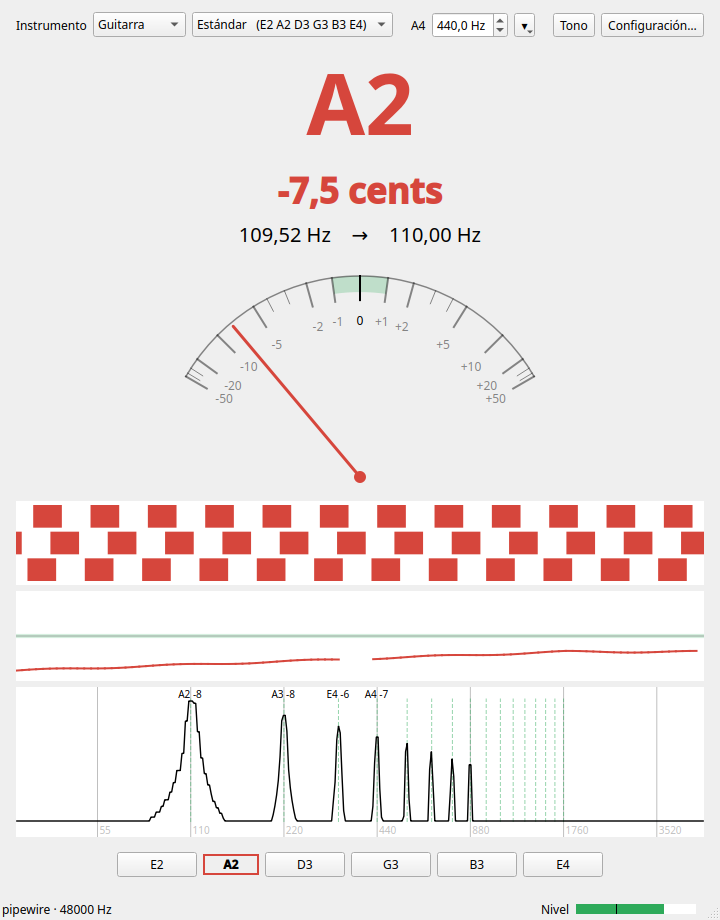 Instrumento Guitarra Estándar (E2 A2 D3 G3 B3 E4) A4 440,0 Hz Tono Configuración...
A2
-7,5 cents
109,52 Hz → 110,00 Hz
-50 -20 -10 -5 -2 -1 0 +1 +2 +5 +10 +20 +50
A2 -8 A3 -8 E4 -6 A4 -7
55 110 220 440 880 1760 3520
E2 A2 D3 G3 B3 E4
pipewire · 48000 Hz Nivel